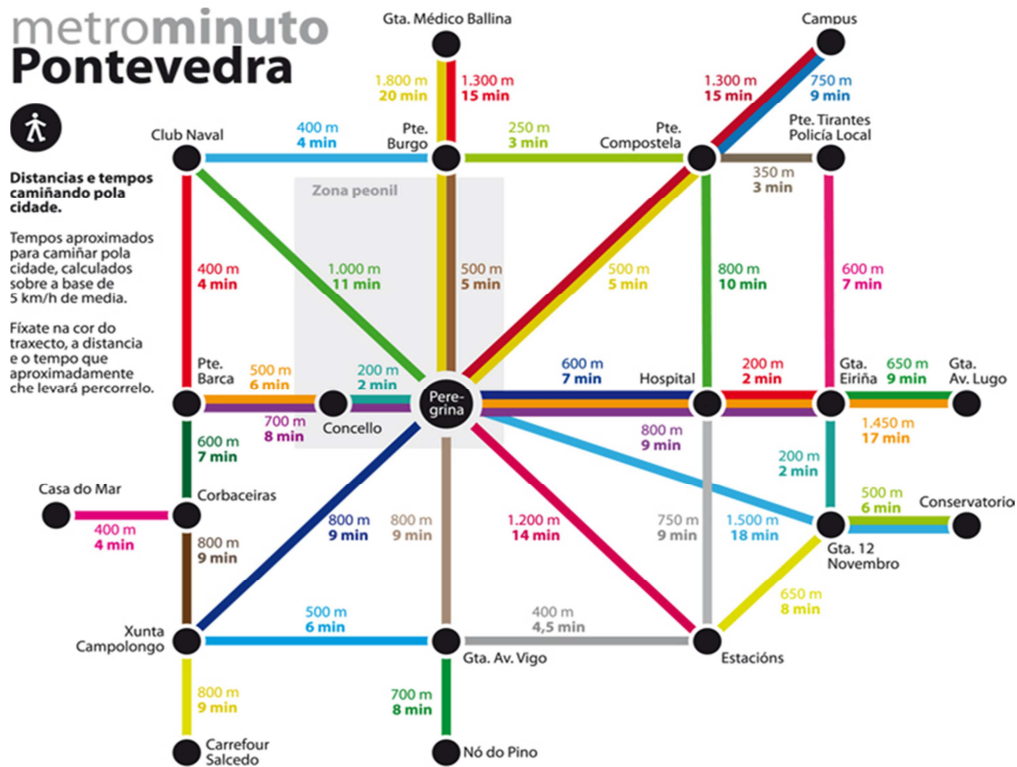 metrominuto
Pontevedra
Distancias e tempos
camiñando pola
cidade.
Tempos aproximados
para camiñar pola
cidade, calculados
sobre a base de
5 km/h de media.
Fíxate na cor do
traxecto, a distancia
e o tempo que
aproximadamente
che levará percorrelo.
Gta. Médico Ballina
Campus
1.800 m
20 min
1.300 m
15 min
1.300 m
15 min
750 m
9 min
Club Naval
400 m
4 min
Pte.
Burgo
250 m
3 min
Pte.
Compostela
Pte. Tirantes
Policía Local
350 m
3 min
Zona peonil
400 m
4 min
1.000 m
11 min
500 m
5 min
500 m
5 min
800 m
10 min
600 m
7 min
Pte.
Barca
500 m
6 min
200 m
2 min
Pere-
grina
600 m
7 min
Hospital
200 m
2 min
Gta.
Eiriña
650 m
9 min
Gta.
Av. Lugo
700 m
8 min
Concello
800 m
9 min
1.450 m
17 min
600 m
7 min
200 m
2 min
Casa do Mar
Corbaceiras
500 m
6 min
Conservatorio
400 m
4 min
800 m
9 min
800 m
9 min
800 m
9 min
1.200 m
14 min
750 m
9 min
1.500 m
18 min
Gta. 12
Novembro
650 m
8 min
Xunta
Campolongo
500 m
6 min
400 m
4,5 min
Gta. Av. Vigo
Estacións
800 m
9 min
700 m
8 min
Carrefour
Salcedo
Nó do Pino